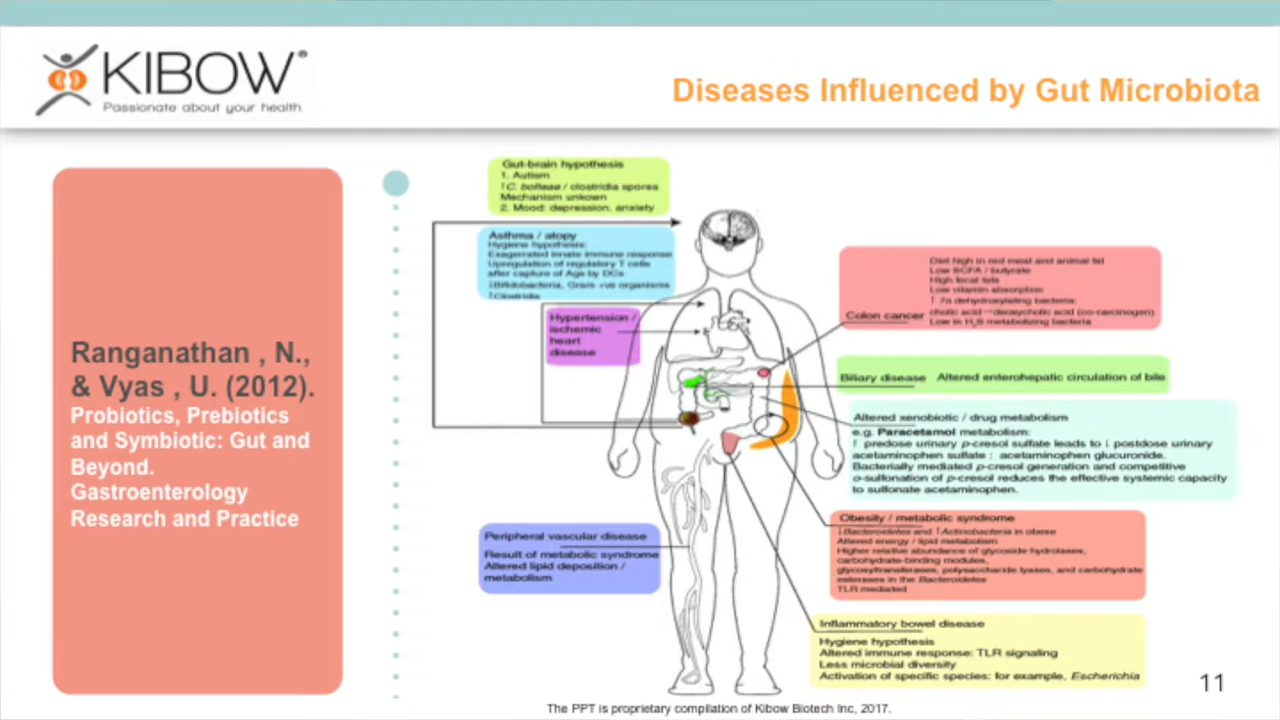 KIBOW®
Passionate about your health
Diseases Influenced by Gut Microbiota
Ranganathan , N.,
& Vyas , U. (2012).
Probiotics, Prebiotics
and Symbiotic: Gut and
Beyond.
Gastroenterology
Research and Practice
Gut-brain hypothesis
1. Autism
↑C. bolteae / clostridia spores
Mechanism unkown
2. Mood: depression, anxiety
Asthma / atopy
Hygiene hypothesis:
Exagerrated innate immune response
Upregulation of regulatory T cells
after capture of Ags by DCs
↓Bifidobacteria, Gram +ve organisms
↑Clostridia
Hypertension /
ischemic
heart
disease
Peripheral vascular disease
Result of metabolic syndrome
Altered lipid deposition /
metabolism
Diet high in red meat and animal fat
Low SCFA / butyrate
High fecal fats
Low vitamin absorption
↑ 7α dehydroxylating bacteria:
cholic acid→deoxycholic acid (co-carcinogen)
Colon cancer
Low in H2S metabolizing bacteria
Biliary disease Altered enterohepatic circulation of bile
Altered xenobiotic / drug metabolism
e.g. Paracetamol metabolism:
↑ predose urinary p-cresol sulfate leads to ↓ postdose urinary
acetaminophen sulfate : acetaminophen glucuronide.
Bacterially mediated p-cresol generation and competitive
o-sulfonation of p-cresol reduces the effective systemic capacity
to sulfonate acetaminophen.
Obesity / metabolic syndrome
↓Bacteroidetes and ↑Actinobacteria in obese
Altered energy / lipid metabolism
Higher relative abundance of glycoside hydrolases,
carbohydrate-binding modules,
glycosyltransferases, polysaccharide lyases, and carbohydrate
esterases in the Bacteroidetes
TLR mediated
Inflammatory bowel disease
Hygiene hypothesis
Altered immune response: TLR signaling
Less microbial diversity
Activation of specific species: for example, Escherichia
11
The PPT is proprietary compilation of Kibow Biotech Inc, 2017.